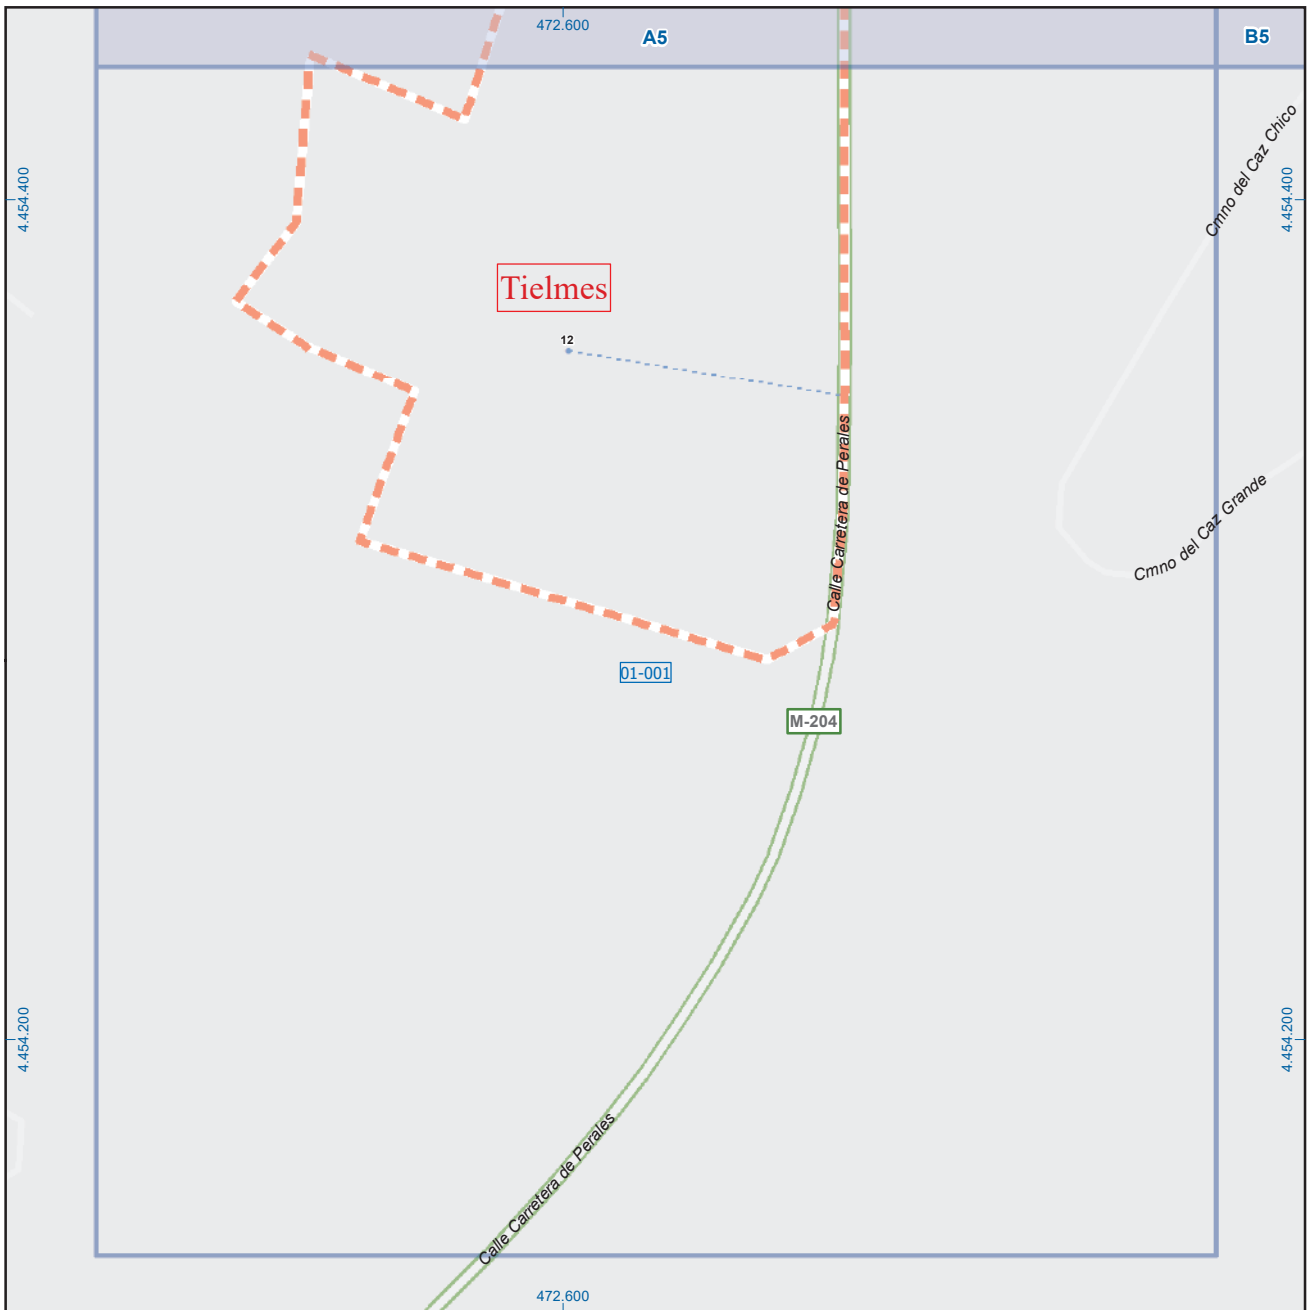 472.600
A5
B5
Cmno del Caz Chico
4.454.400
4.454.400
Tielmes
12
Calle Carretera de Perales
Cmno del Caz Grande
01-001
M-204
4.454.200
4.454.200
Calle Carretera de Perales
472.600